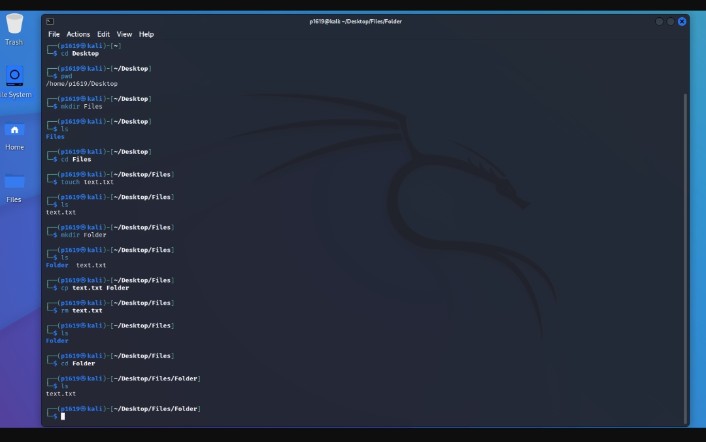 p1619@kali: ~/Desktop/Files/Folder
File Actions Edit View Help
Trash
File System
Home
Files
┌──(p1619㉿kali)-[~]
└─$ cd Desktop
┌──(p1619㉿kali)-[~/Desktop]
└─$ pwd
/home/p1619/Desktop
┌──(p1619㉿kali)-[~/Desktop]
└─$ mkdir Files
┌──(p1619㉿kali)-[~/Desktop]
└─$ ls
Files
┌──(p1619㉿kali)-[~/Desktop]
└─$ cd Files
┌──(p1619㉿kali)-[~/Desktop/Files]
└─$ touch text.txt
┌──(p1619㉿kali)-[~/Desktop/Files]
└─$ ls
text.txt
┌──(p1619㉿kali)-[~/Desktop/Files]
└─$ mkdir Folder
┌──(p1619㉿kali)-[~/Desktop/Files]
└─$ ls
Folder  text.txt
┌──(p1619㉿kali)-[~/Desktop/Files]
└─$ cp text.txt Folder
┌──(p1619㉿kali)-[~/Desktop/Files]
└─$ rm text.txt
┌──(p1619㉿kali)-[~/Desktop/Files]
└─$ ls
Folder
┌──(p1619㉿kali)-[~/Desktop/Files]
└─$ cd Folder
┌──(p1619㉿kali)-[~/Desktop/Files/Folder]
└─$ ls
text.txt
┌──(p1619㉿kali)-[~/Desktop/Files/Folder]
└─$